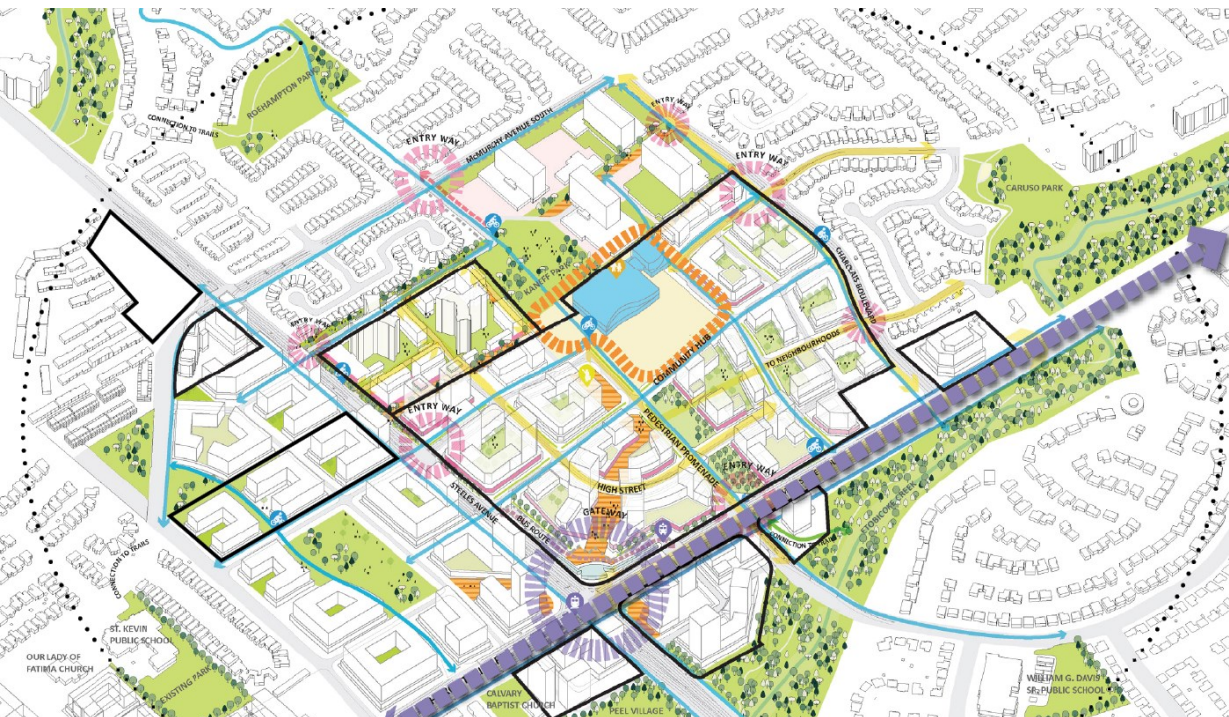 ROEHAMPTON PARK
CONNECTION TO TRAILS
ENTRY WAY
MCMURCHY AVENUE SOUTH
ENTRY WAY
ENTRY WAY
CARUSO PARK
KANEFF PARK
CHAROLAIS BOULEVARD
ENTRY WAY
TO NEIGHBOURHOODS
COMMUNITY HUB
ENTRY WAY
PEDESTRIAN PROMENADE
ENTRY WAY
HIGH STREET
STEELES AVENUE
BUS ROUTE
GATEWAY
CONNECTION TO TRAILS
CONNECTION TO TRAILS
ST. KEVIN
PUBLIC SCHOOL
OUR LADY OF
FATIMA CHURCH
EXISTING PARK
CALVARY
BAPTIST CHURCH
PEEL VILLAGE
WILLIAM G. DAVIS
SR. PUBLIC SCHOOL